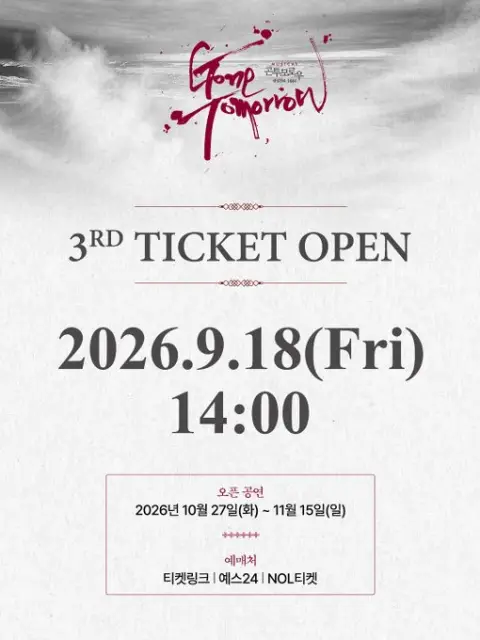 MUSICAL
Gone
곤투모로우
Tomorrow
3RD TICKET OPEN
2026.9.18(Fri)
14:00
오픈 공연
2026년 10월 27일(화) ~ 11월 15일(일)
예매처
티켓링크 | 예스24 | NOL티켓